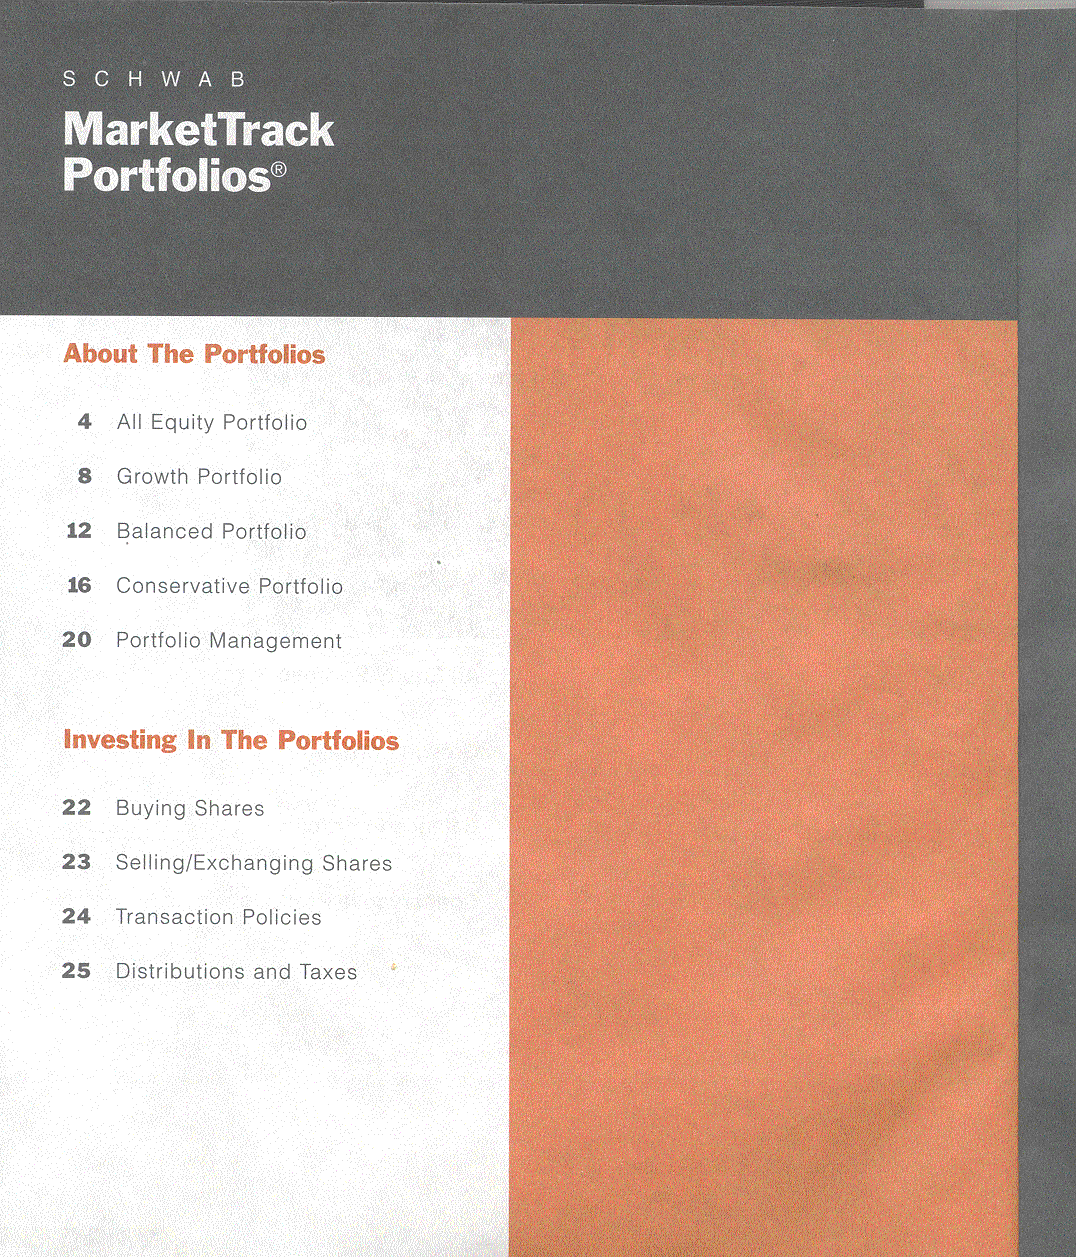 SCHWAB
MarketTrack
Portfolios®
About The Portfolios
4 All Equity Portfolio
8 Growth Portfolio
12 Balanced Portfolio
16 Conservative Portfolio
20 Portfolio Management
Investing In The Portfolios
22 Buying Shares
23 Selling/Exchanging Shares
24 Transaction Policies
25 Distributions and Taxes